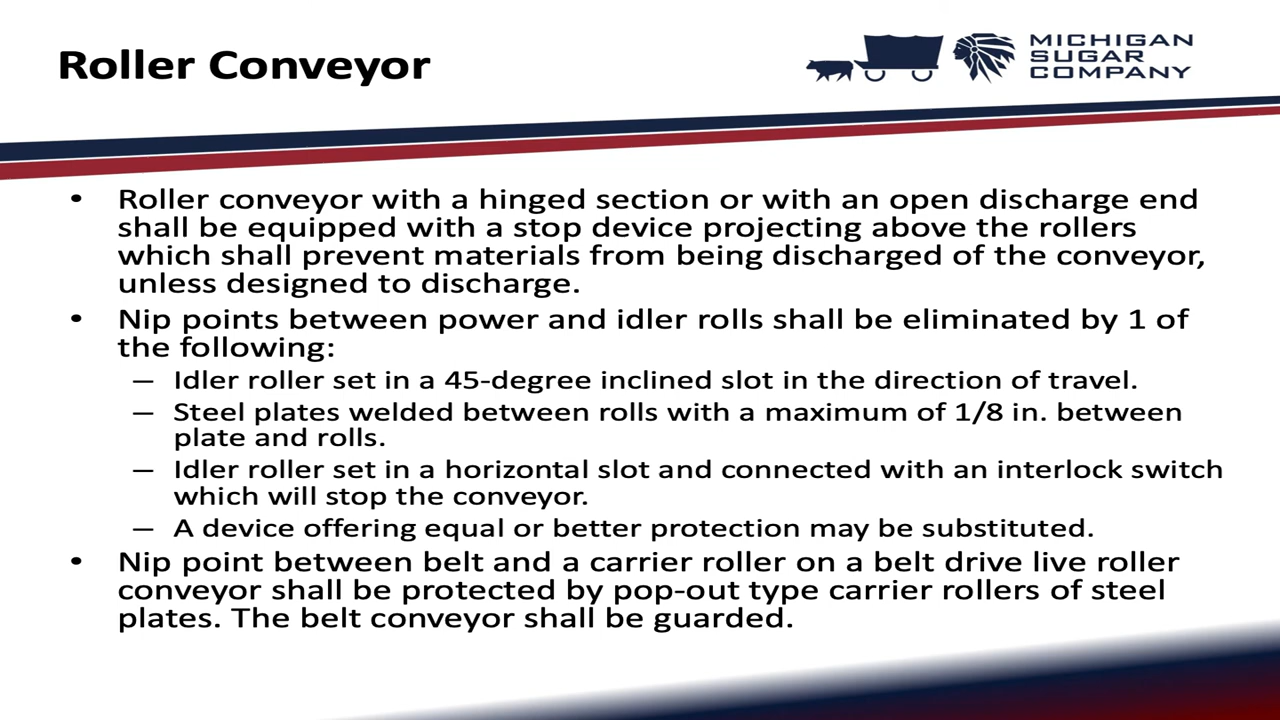 Roller Conveyor
MICHIGAN
SUGAR
COMPANY
• Roller conveyor with a hinged section or with an open discharge end
shall be equipped with a stop device projecting above the rollers
which shall prevent materials from being discharged of the conveyor,
unless designed to discharge.
• Nip points between power and idler rolls shall be eliminated by 1 of
the following:
– Idler roller set in a 45-degree inclined slot in the direction of travel.
– Steel plates welded between rolls with a maximum of 1/8 in. between
plate and rolls.
– Idler roller set in a horizontal slot and connected with an interlock switch
which will stop the conveyor.
– A device offering equal or better protection may be substituted.
• Nip point between belt and a carrier roller on a belt drive live roller
conveyor shall be protected by pop-out type carrier rollers of steel
plates. The belt conveyor shall be guarded.